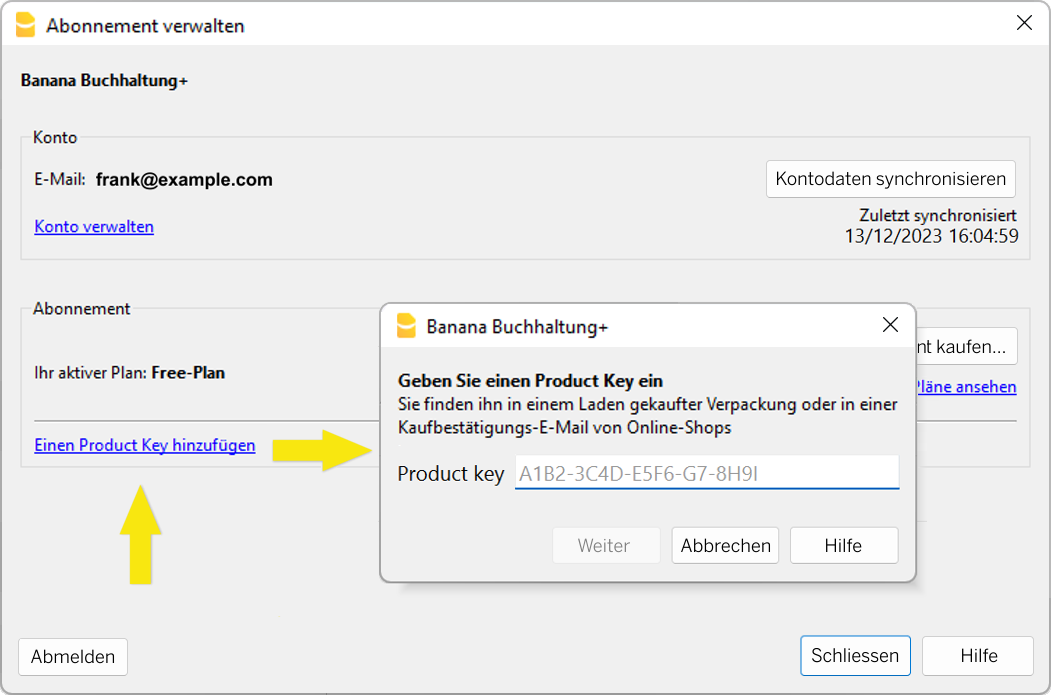 Abonnement verwalten
Banana Buchhaltung+
Konto
E-Mail: frank@example.com
Kontodaten synchronisieren
Konto verwalten
Zuletzt synchronisiert
13/12/2023 16:04:59
Abonnement
Ihr aktiver Plan: Free-Plan
kaufen...
Pläne ansehen
Einen Product Key hinzufügen
Banana Buchhaltung+
Geben Sie einen Product Key ein
Sie finden ihn in einem Laden gekaufter Verpackung oder in einer
Kaufbestätigungs-E-Mail von Online-Shops
Product key A1B2-3C4D-E5F6-G7-8H9I
Weiter Abbrechen Hilfe
Abmelden
Schliessen Hilfe